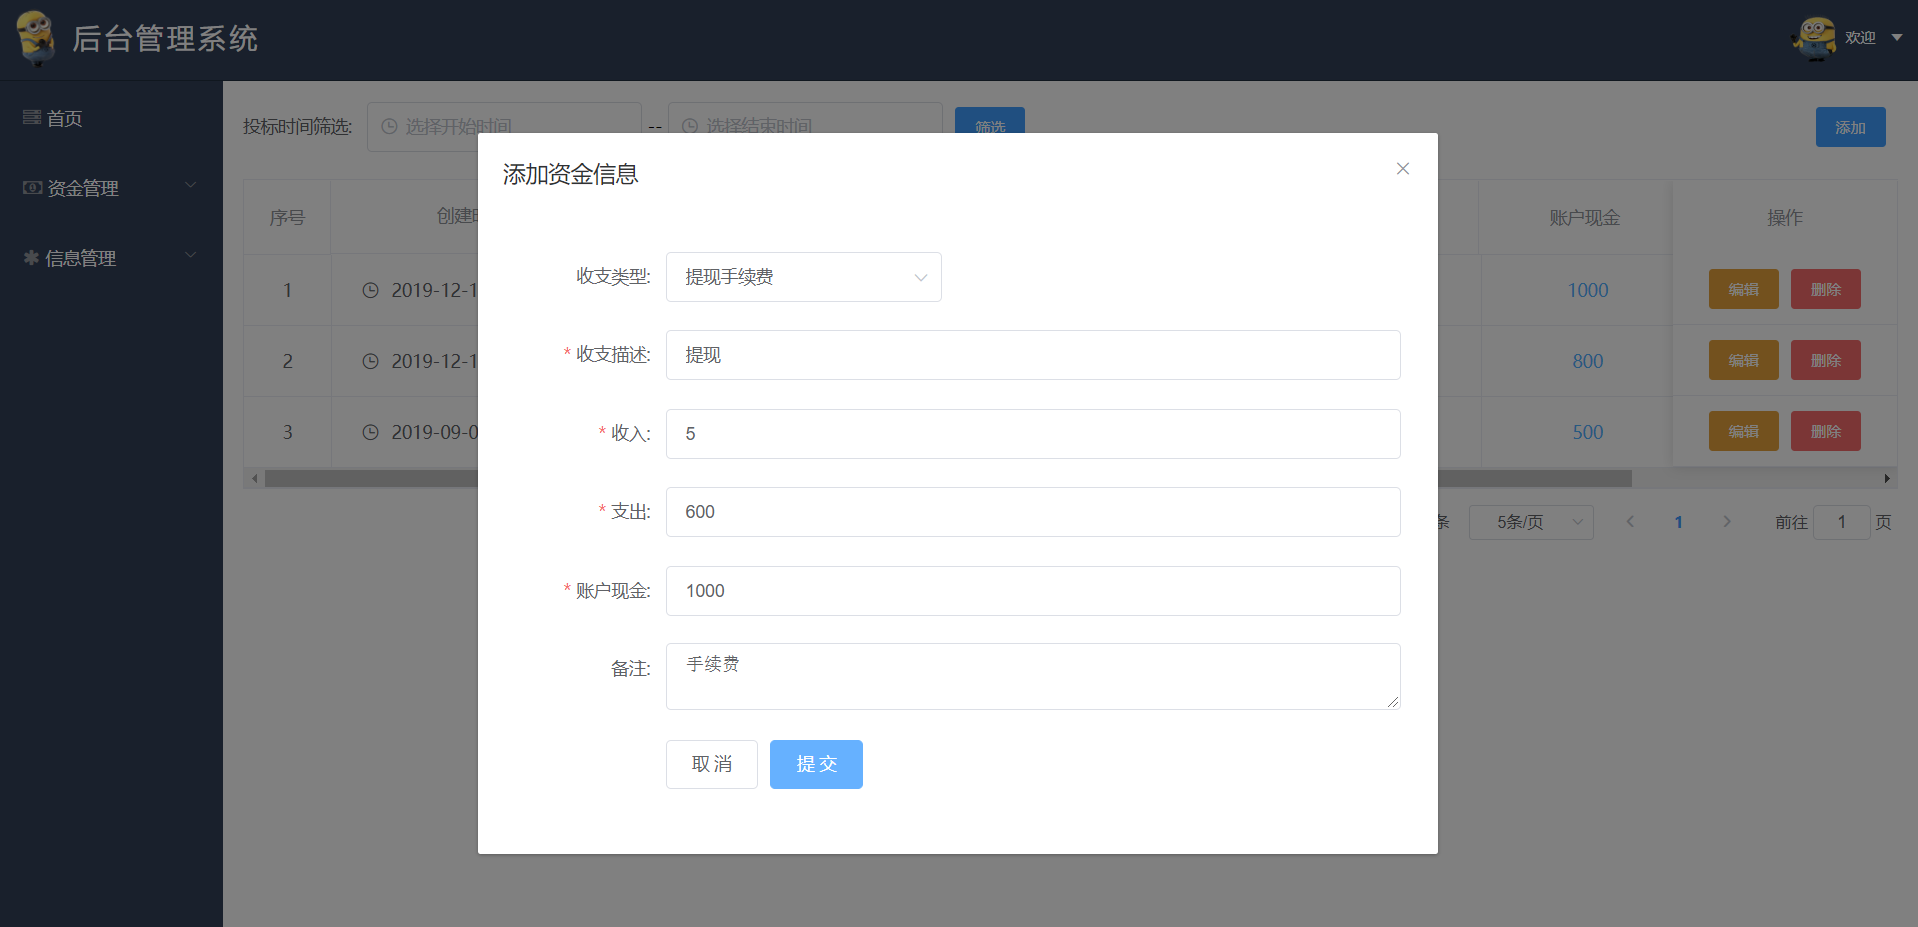 后台管理系统
欢迎
首页
资金管理
信息管理
投标时间筛选:
选择开始时间
--
选择结束时间
筛选
添加
序号
创建时
账户现金
操作
1
2019-12-1
1000
编辑
删除
2
2019-12-1
800
编辑
删除
3
2019-09-0
500
编辑
删除
条
5条/页
1
前往
1
页
添加资金信息
收支类型:
提现手续费
* 收支描述:
提现
* 收入:
5
* 支出:
600
* 账户现金:
1000
备注:
手续费
取消
提交